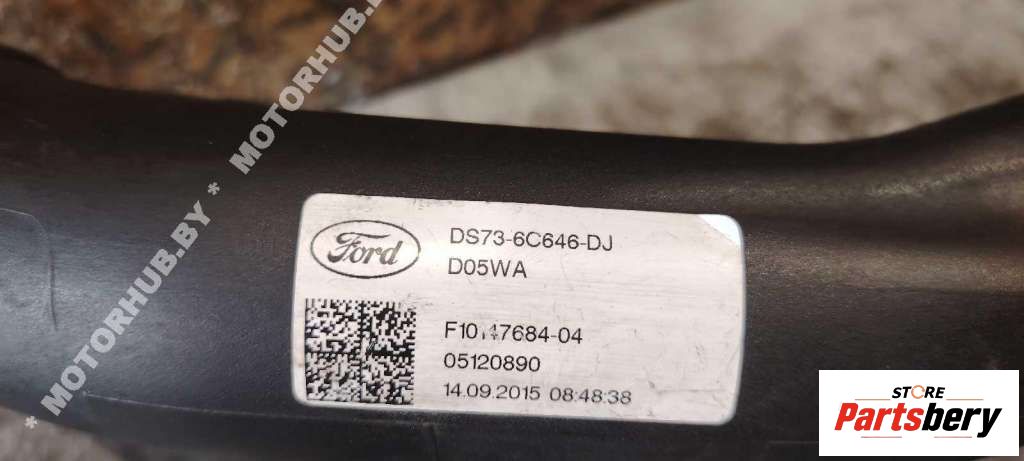 * MOTORHUB.BY * MOTORHUB.BY
Ford
DS73-6C646-DJ
D05WA
05120890
14.09.2015 08:48:38
STORE
Partsbery